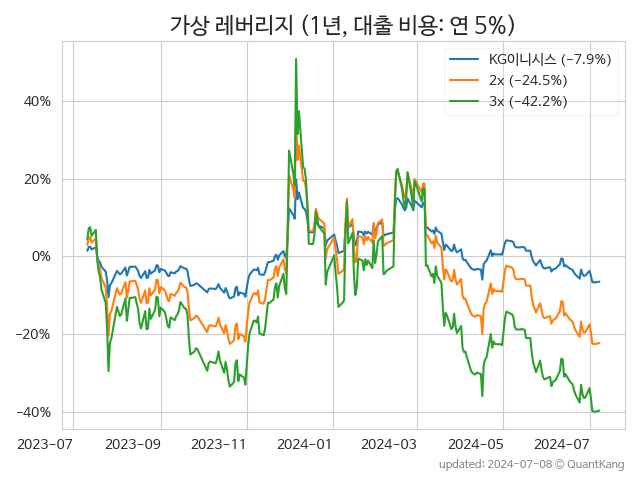 가상 레버리지 (1년, 대출 비용: 연 5%)
KG이니시스 (−7.9%)
2x (−24.5%)
3x (−42.2%)
40%
20%
0%
−20%
−40%
2023-07 2023-09 2023-11 2024-01 2024-03 2024-05 2024-07
updated: 2024-07-08 © QuantKang